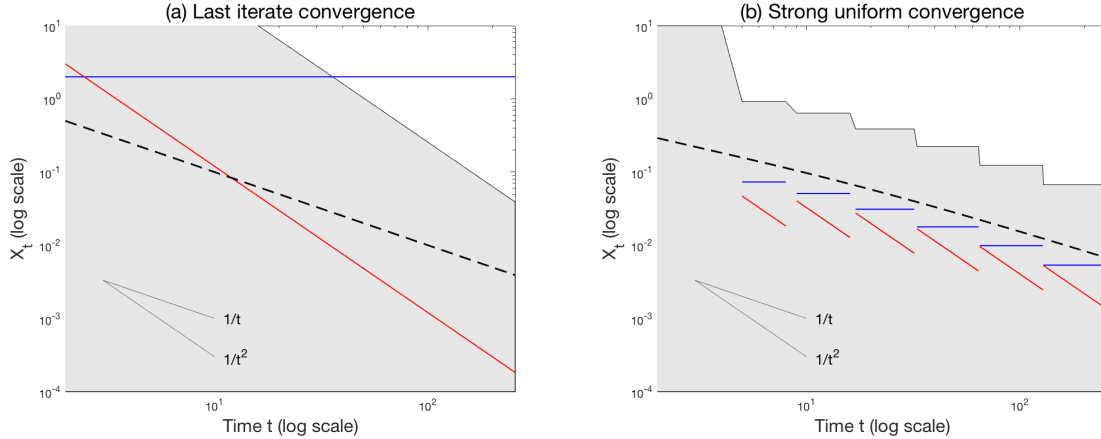 (a) Last iterate convergence
10^1
10^0
10^-1
10^-2
10^-3
10^-4
X_t (log scale)
1/t
1/t^2
10^1
10^2
Time t (log scale)
(b) Strong uniform convergence
10^1
10^0
10^-1
10^-2
10^-3
10^-4
X_t (log scale)
1/t
1/t^2
10^1
10^2
Time t (log scale)